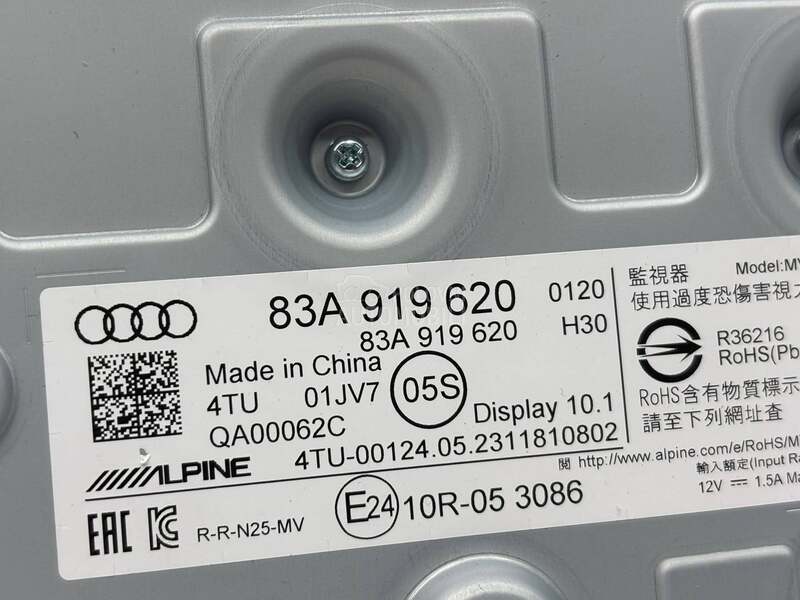 83A 919 620 0120
83A 919 620 H30
Made in China
4TU 01JV7 05S
QA00062C Display 10.1
ALPINE 4TU-00124.05.2311810802
EAC R-R-N25-MV E24 10R-05 3086
監視器 Model:MV
使用過度恐傷害視力
R36216
RoHS(Pb
RoHS含有物質標示
請至下列網址查
閱 http://www.alpine.com/e/RoHS/M
輸入額定(Input Ra
12V ⎓ 1.5A Ma